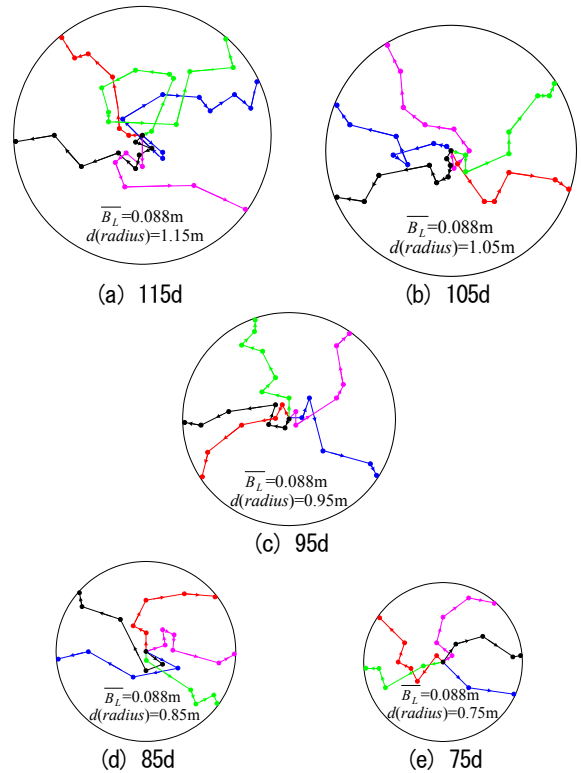 B_L=0.088m
d(radius)=1.15m
(a) 115d
B_L=0.088m
d(radius)=1.05m
(b) 105d
B_L=0.088m
d(radius)=0.95m
(c) 95d
B_L=0.088m
d(radius)=0.85m
(d) 85d
B_L=0.088m
d(radius)=0.75m
(e) 75d